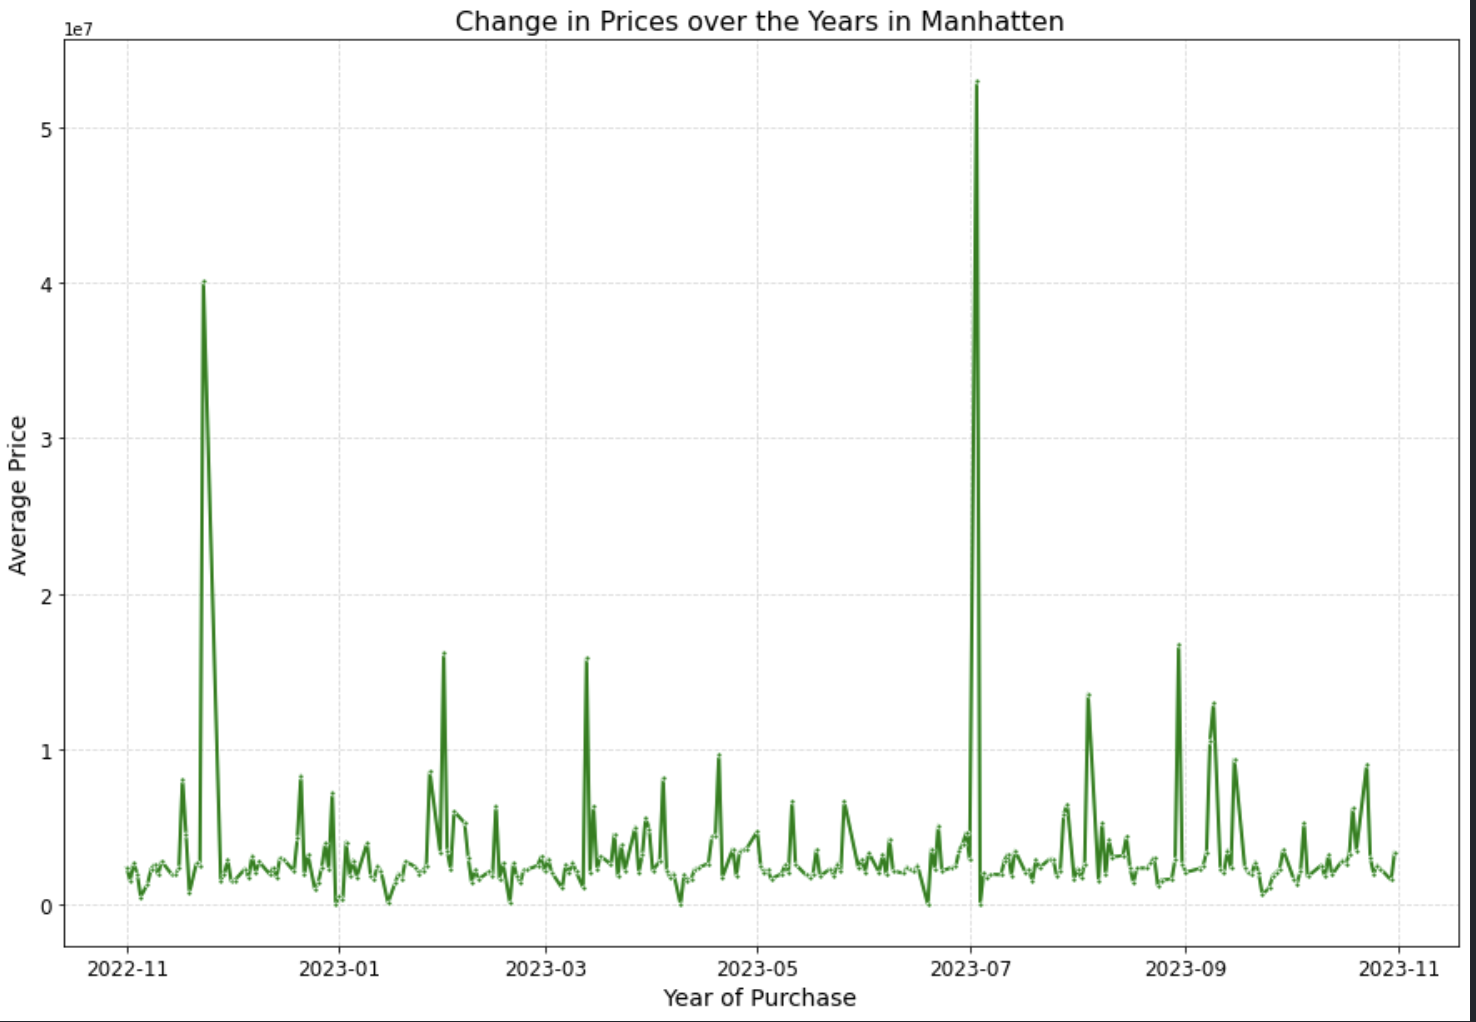 Change in Prices over the Years in Manhatten
1e7
5
4
3
2
1
0
Average Price
2022-11 2023-01 2023-03 2023-05 2023-07 2023-09 2023-11
Year of Purchase